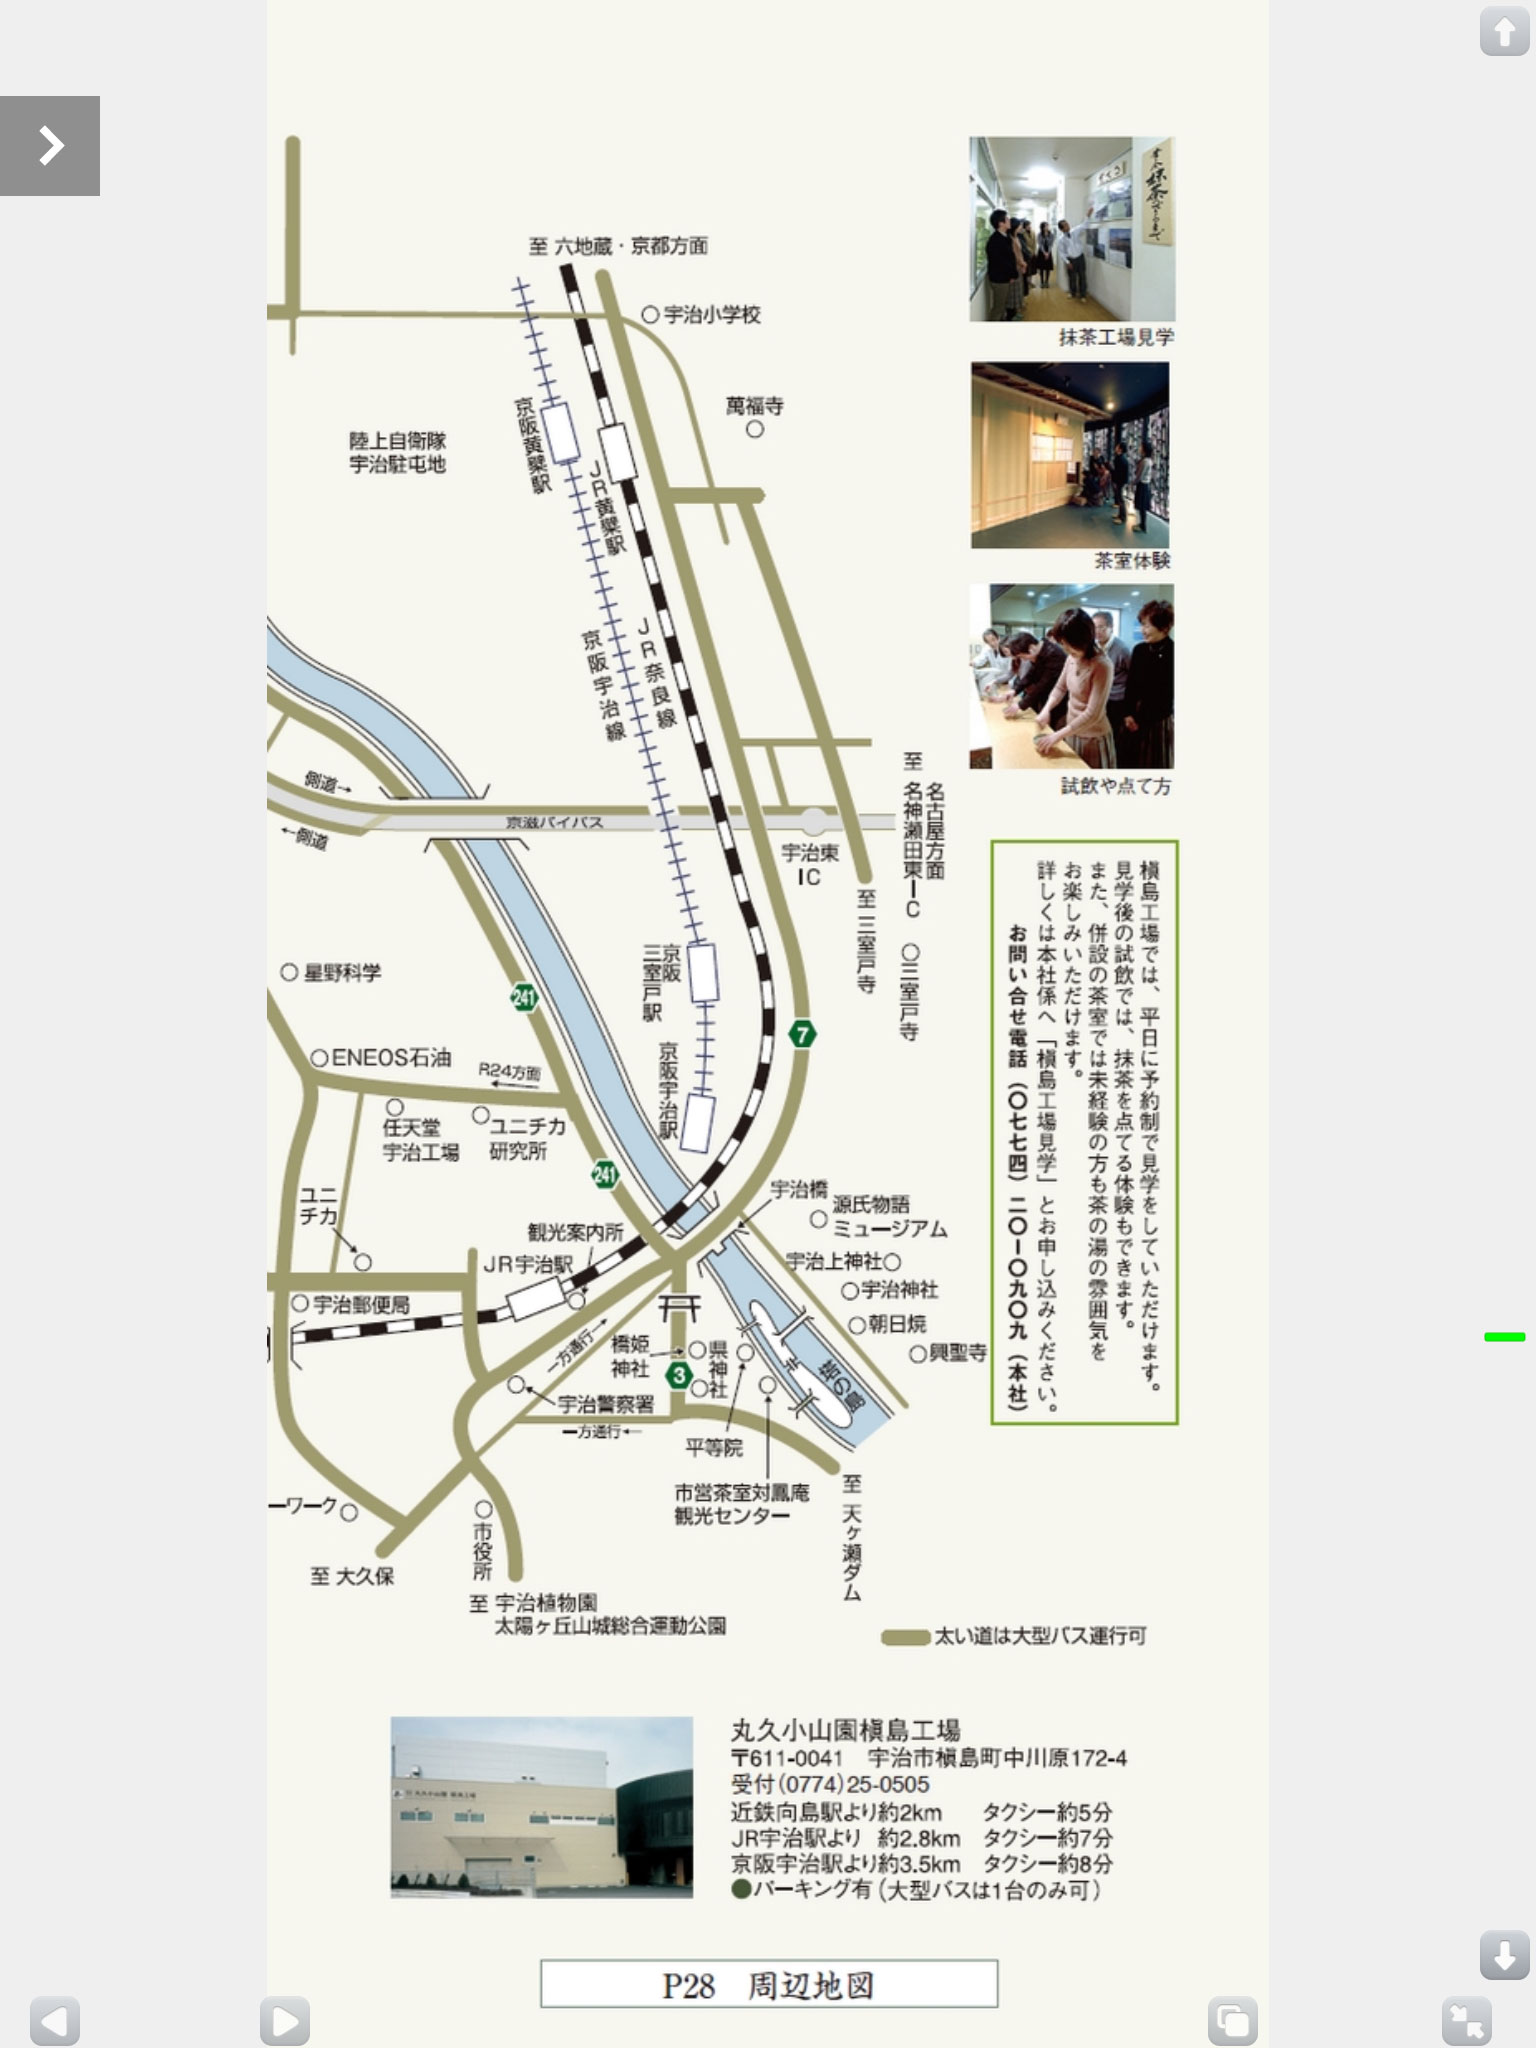 至 六地蔵・京都方面
宇治小学校
萬福寺
陸上自衛隊
宇治駐屯地
京阪黄檗駅
JR黄檗駅
京阪宇治線
JR奈良線
側道→
←側道
京滋バイパス
宇治東
IC
至 名古屋方面
名神瀬田東IC
至 三室戸寺
三室戸寺
星野科学
241
京阪
三室戸駅
7
ENEOS石油
R24方面
京阪宇治駅
任天堂
宇治工場
ユニチカ
研究所
241
ユニ
チカ
観光案内所
JR宇治駅
宇治橋
源氏物語
ミュージアム
宇治上神社
宇治神社
朝日焼
興聖寺
宇治郵便局
一方通行→
橋姫
神社
県神社
3
塔の島
宇治警察署
一方通行←
平等院
市営茶室対鳳庵
観光センター
至 天ヶ瀬ダム
ーワーク
市役所
至 大久保
至 宇治植物園
太陽ヶ丘山城総合運動公園
太い道は大型バス運行可
抹茶工場見学
茶室体験
試飲や点て方
槇島工場では、平日に予約制で見学をしていただけます。
見学後の試飲では、抹茶を点てる体験もできます。
また、併設の茶室では未経験の方も茶の湯の雰囲気を
お楽しみいただけます。
詳しくは本社係へ「槇島工場見学」とお申し込みください。
お問い合せ電話（〇七七四）二〇ー〇九〇九（本社）
丸久小山園槇島工場
〒611-0041 宇治市槇島町中川原172-4
受付(0774)25-0505
近鉄向島駅より約2km タクシー約5分
JR宇治駅より 約2.8km タクシー約7分
京阪宇治駅より約3.5km タクシー約8分
●パーキング有(大型バスは1台のみ可)
P28 周辺地図